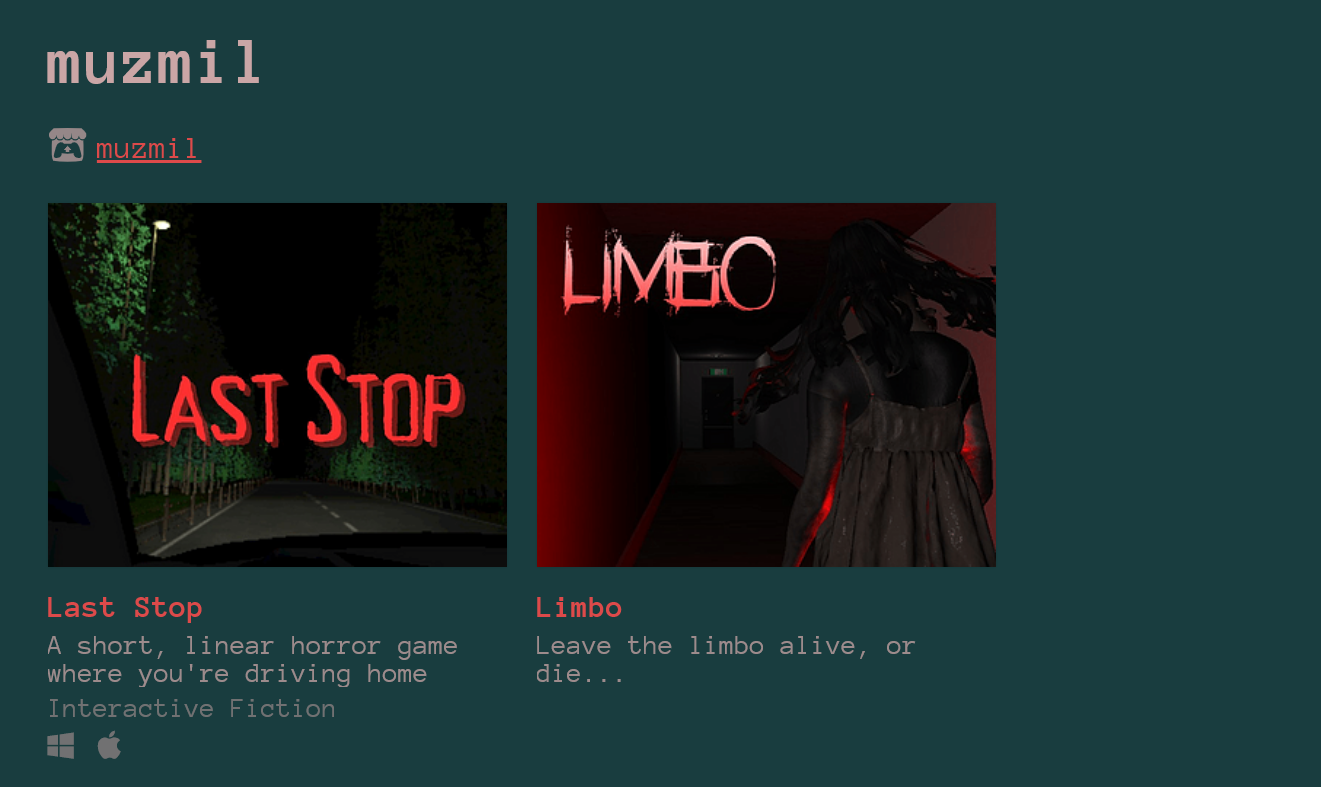 muzmil
muzmil
LAST STOP
LIMBO
Last Stop
A short, linear horror game
where you're driving home
Interactive Fiction
Limbo
Leave the limbo alive, or
die...